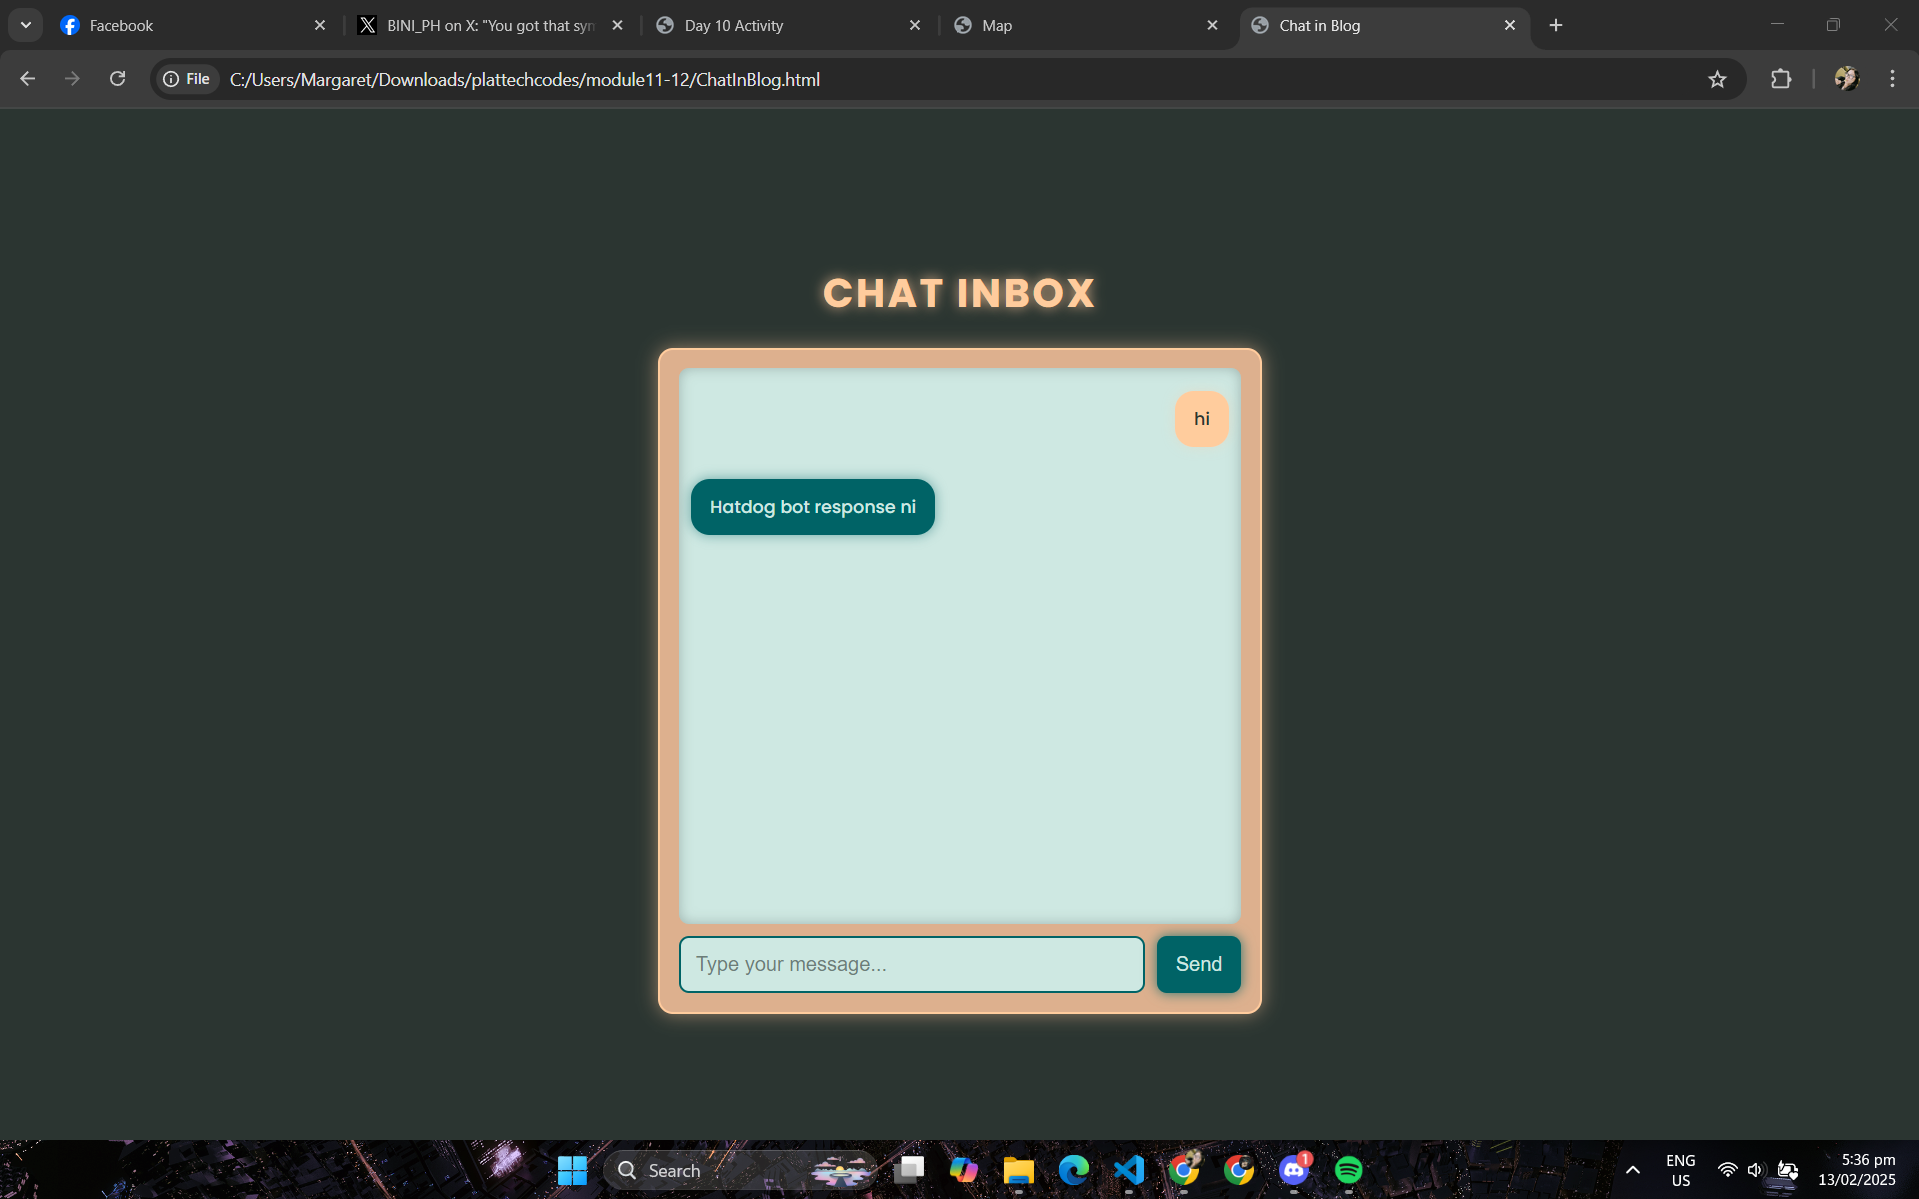 Facebook
BINI_PH on X: "You got that syn
Day 10 Activity
Map
Chat in Blog
File
C:/Users/Margaret/Downloads/plattechcodes/module11-12/ChatInBlog.html
CHAT INBOX
hi
Hatdog bot response ni
Type your message...
Send
Search
1
ENG
US
5:36 pm
13/02/2025